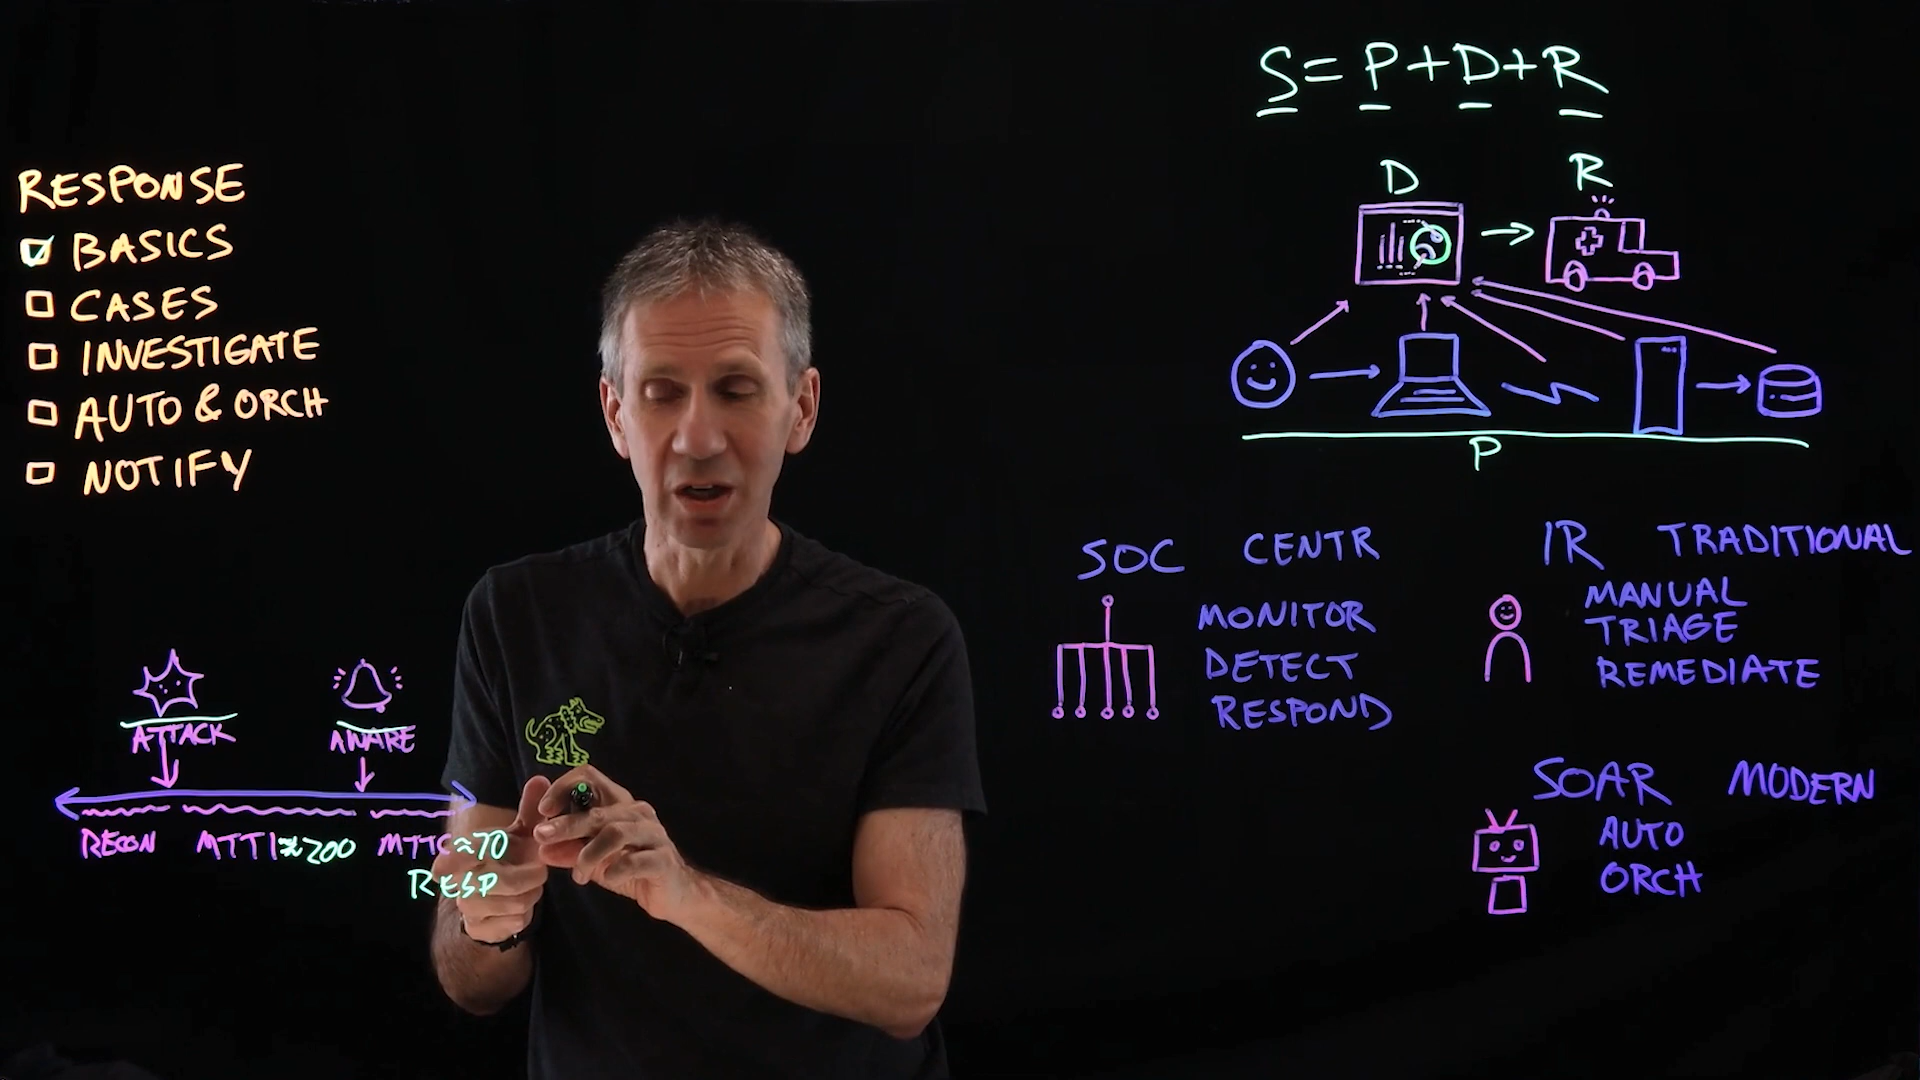 RESPONSE
BASICS
CASES
INVESTIGATE
AUTO & ORCH
NOTIFY
ATTACK
AWARE
RECON
MTTI ≈ 200
MTTC ≈ 70
RESP
S = P + D + R
D
R
P
SOC CENTR
MONITOR
DETECT
RESPOND
IR TRADITIONAL
MANUAL
TRIAGE
REMEDIATE
SOAR MODERN
AUTO
ORCH